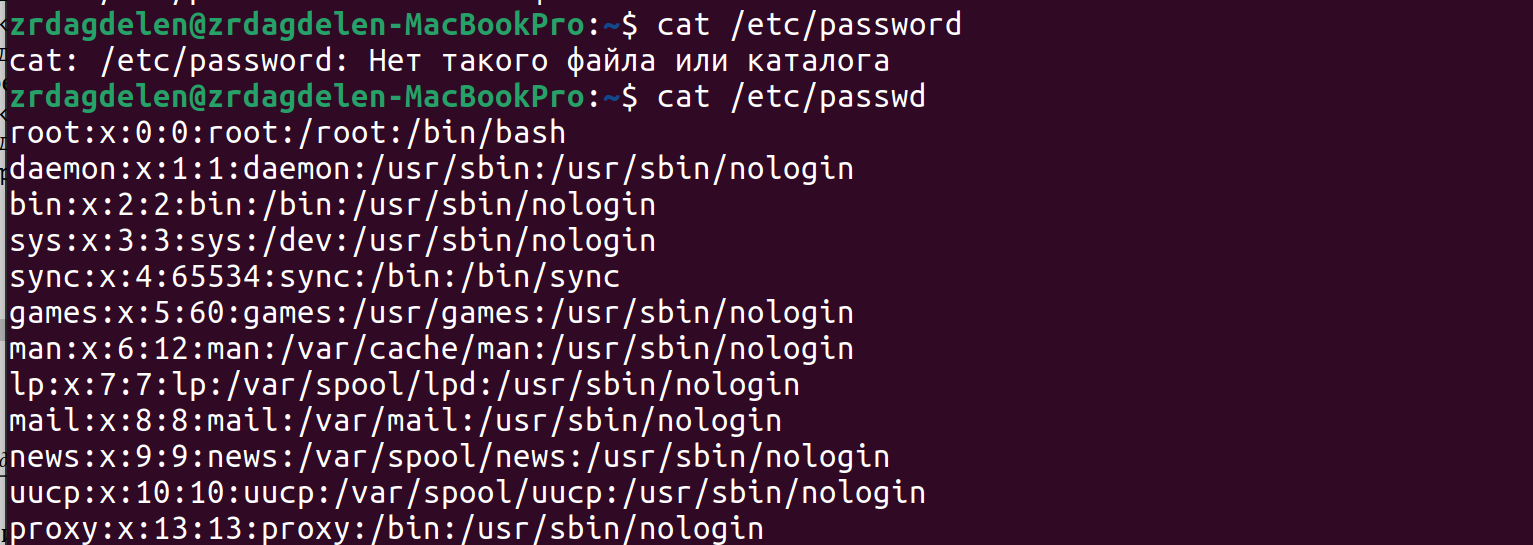 zrdagdelen@zrdagdelen-MacBookPro:~$ cat /etc/password
cat: /etc/password: Нет такого файла или каталога
zrdagdelen@zrdagdelen-MacBookPro:~$ cat /etc/passwd
root:x:0:0:root:/root:/bin/bash
daemon:x:1:1:daemon:/usr/sbin:/usr/sbin/nologin
bin:x:2:2:bin:/bin:/usr/sbin/nologin
sys:x:3:3:sys:/dev:/usr/sbin/nologin
sync:x:4:65534:sync:/bin:/bin/sync
games:x:5:60:games:/usr/games:/usr/sbin/nologin
man:x:6:12:man:/var/cache/man:/usr/sbin/nologin
lp:x:7:7:lp:/var/spool/lpd:/usr/sbin/nologin
mail:x:8:8:mail:/var/mail:/usr/sbin/nologin
news:x:9:9:news:/var/spool/news:/usr/sbin/nologin
uucp:x:10:10:uucp:/var/spool/uucp:/usr/sbin/nologin
proxy:x:13:13:proxy:/bin:/usr/sbin/nologin